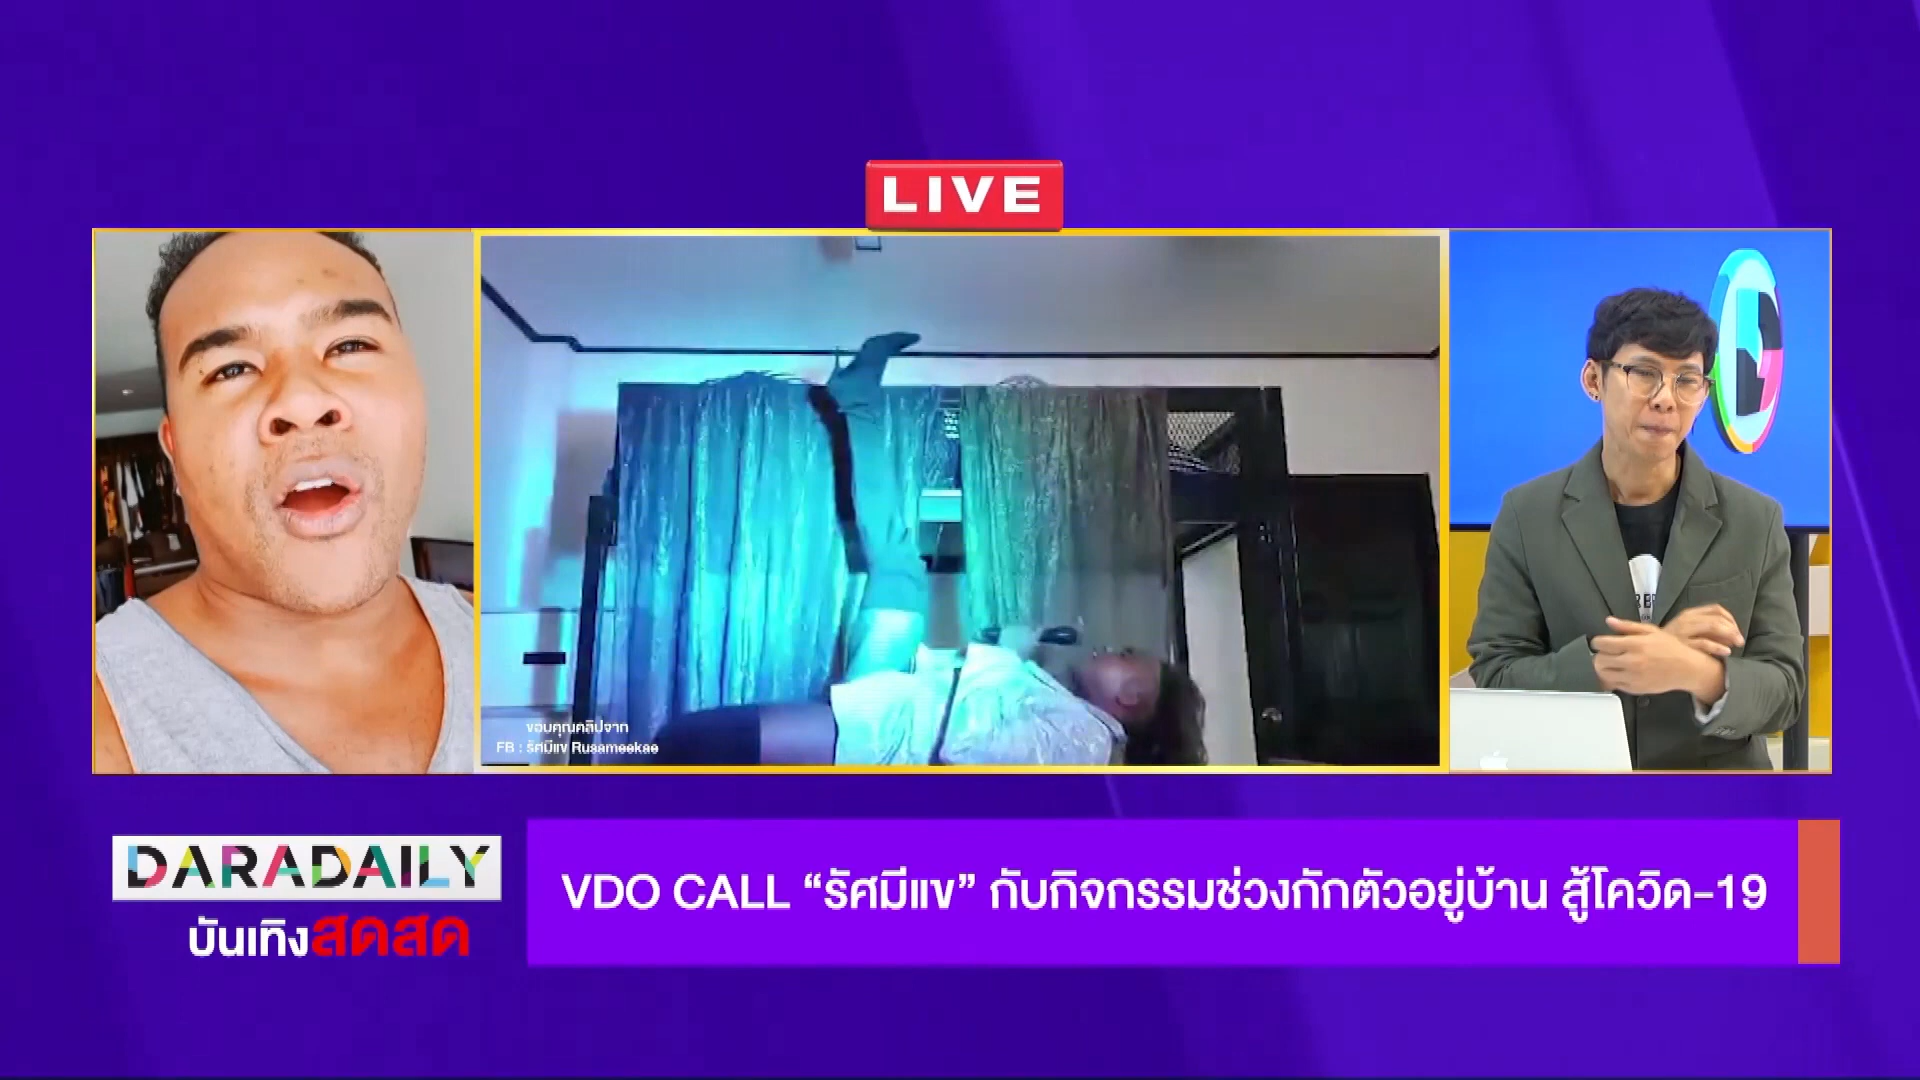 LIVE
ขอบคุณคลิปจาก
FB : รัศมีแข Rusameekae
DARADAILY
บันเทิงสดสด
VDO CALL “รัศมีแข” กับกิจกรรมช่วงกักตัวอยู่บ้าน สู้โควิด-19